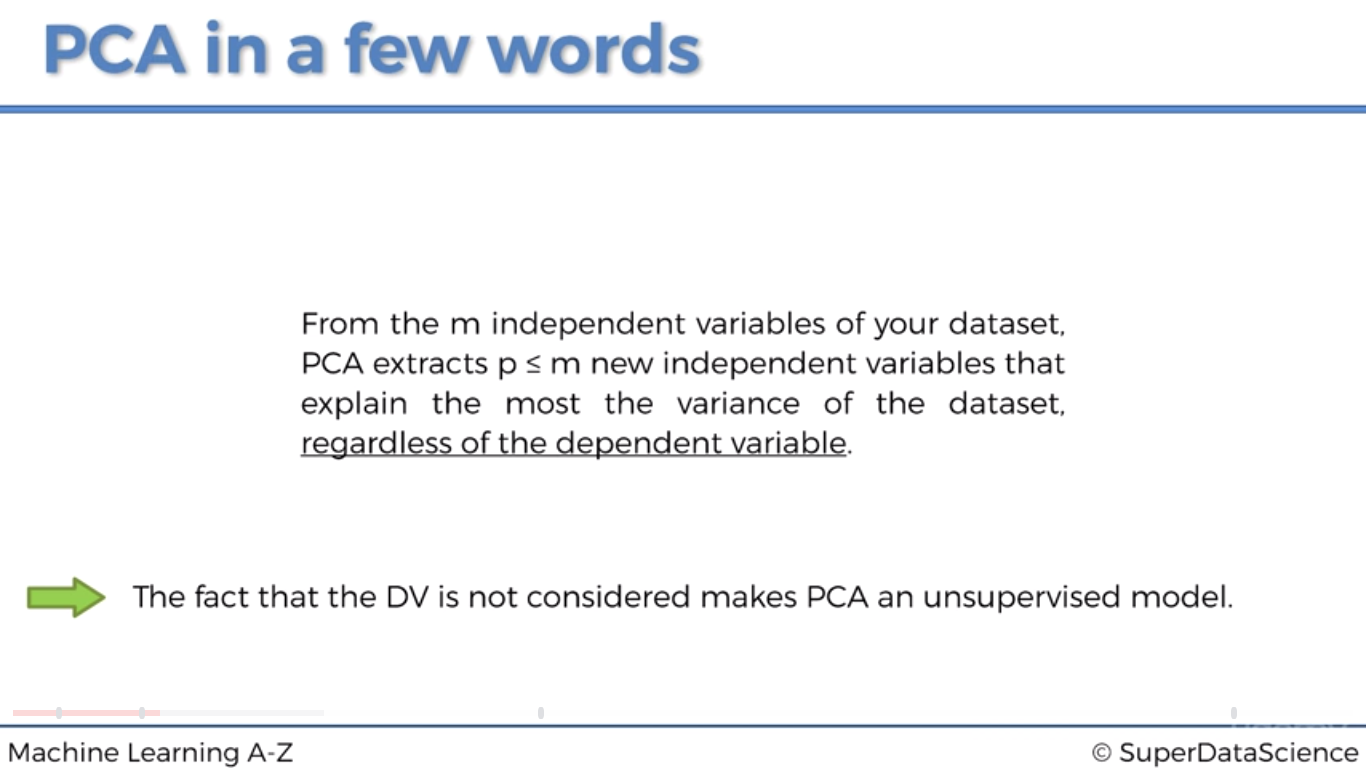 PCA in a few words
From the m independent variables of your dataset,
PCA extracts p ≤ m new independent variables that
explain the most the variance of the dataset,
regardless of the dependent variable.
The fact that the DV is not considered makes PCA an unsupervised model.
Machine Learning A-Z
© SuperDataScience